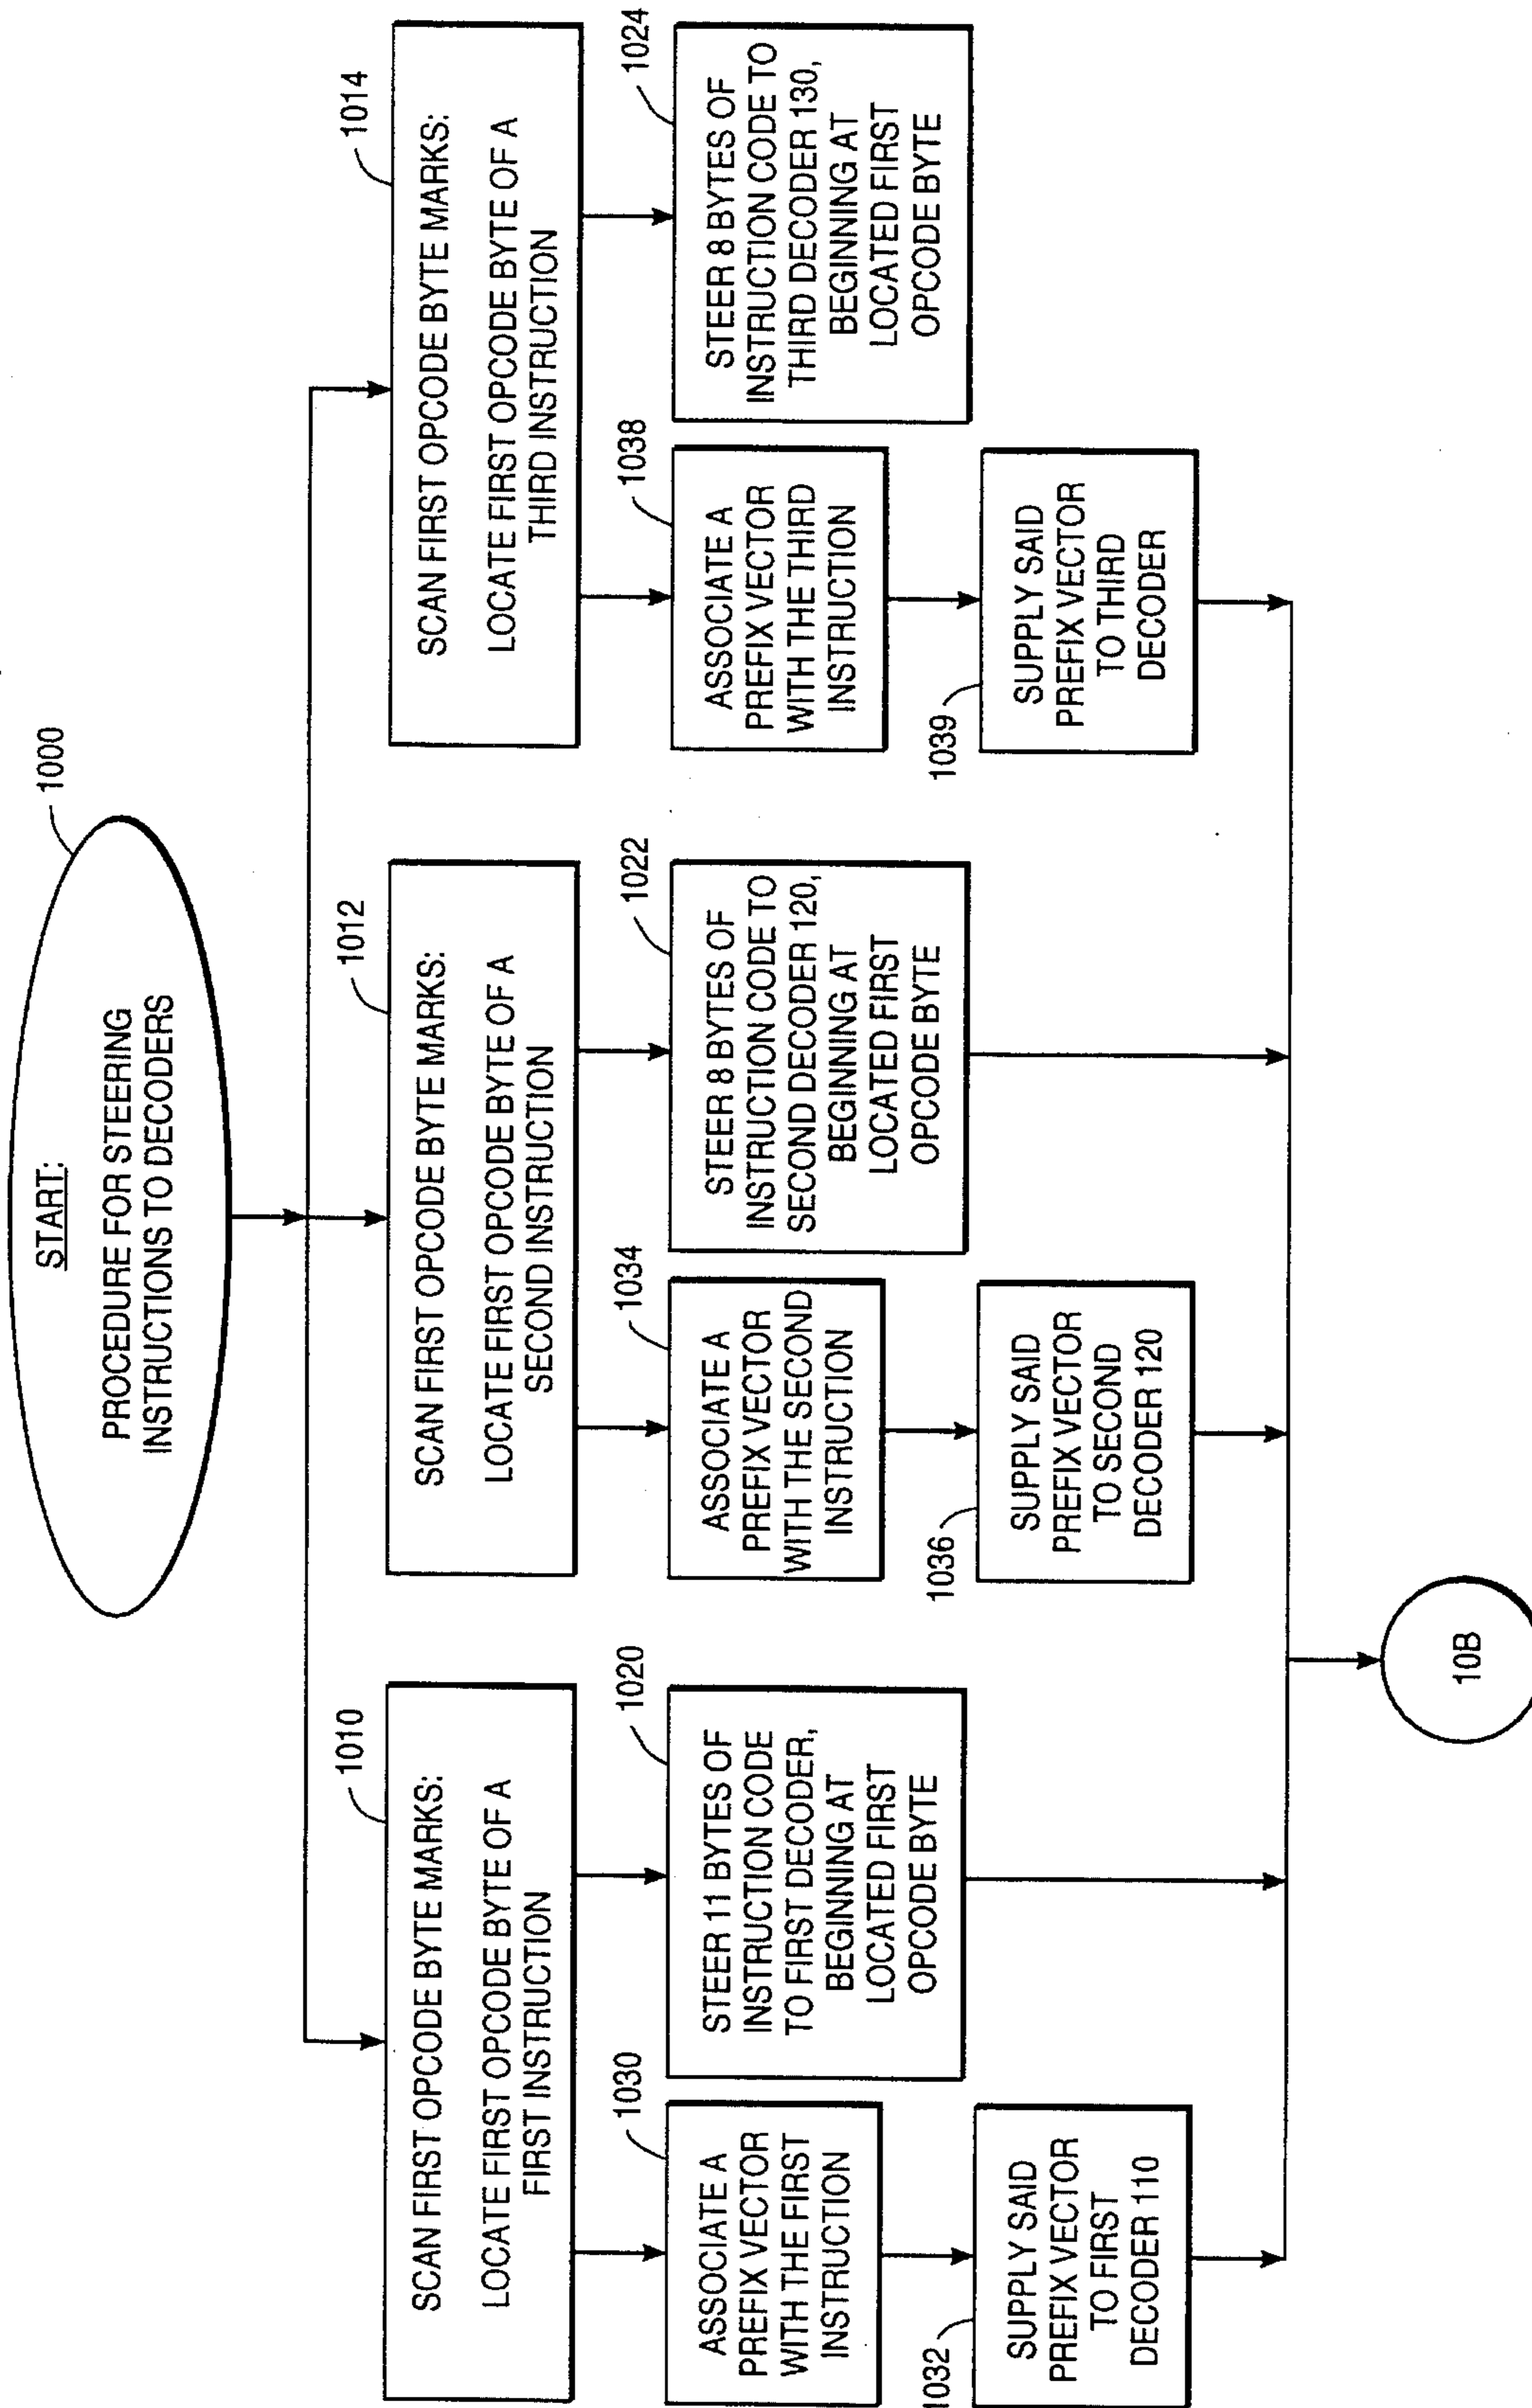 START:
PROCEDURE FOR STEERING
INSTRUCTIONS TO DECODERS
1000
1010
SCAN FIRST OPCODE BYTE MARKS:
LOCATE FIRST OPCODE BYTE OF A
FIRST INSTRUCTION
1012
SCAN FIRST OPCODE BYTE MARKS:
LOCATE FIRST OPCODE BYTE OF A
SECOND INSTRUCTION
1014
SCAN FIRST OPCODE BYTE MARKS:
LOCATE FIRST OPCODE BYTE OF A
THIRD INSTRUCTION
1030
ASSOCIATE A
PREFIX VECTOR
WITH THE FIRST
INSTRUCTION
1020
STEER 11 BYTES OF
INSTRUCTION CODE
TO FIRST DECODER,
BEGINNING AT
LOCATED FIRST
OPCODE BYTE
1034
ASSOCIATE A
PREFIX VECTOR
WITH THE SECOND
INSTRUCTION
1022
STEER 8 BYTES OF
INSTRUCTION CODE TO
SECOND DECODER 120,
BEGINNING AT
LOCATED FIRST
OPCODE BYTE
1038
ASSOCIATE A
PREFIX VECTOR
WITH THE THIRD
INSTRUCTION
1024
STEER 8 BYTES OF
INSTRUCTION CODE TO
THIRD DECODER 130,
BEGINNING AT
LOCATED FIRST
OPCODE BYTE
1032
SUPPLY SAID
PREFIX VECTOR
TO FIRST
DECODER 110
1036
SUPPLY SAID
PREFIX VECTOR
TO SECOND
DECODER 120
1039
SUPPLY SAID
PREFIX VECTOR
TO THIRD
DECODER
10B